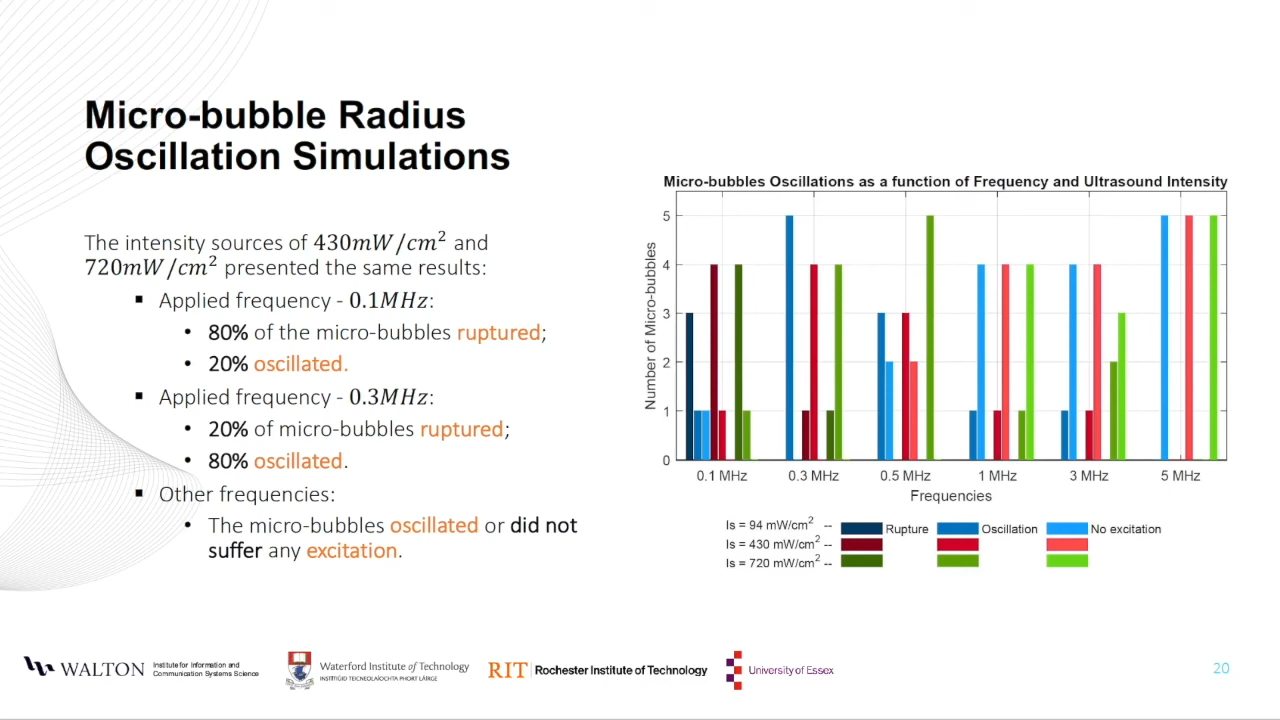 Micro-bubble Radius
Oscillation Simulations
The intensity sources of 430mW/cm² and
720mW/cm² presented the same results:
▪ Applied frequency - 0.1MHz:
• 80% of the micro-bubbles ruptured;
• 20% oscillated.
▪ Applied frequency - 0.3MHz:
• 20% of micro-bubbles ruptured;
• 80% oscillated.
▪ Other frequencies:
• The micro-bubbles oscillated or did not
suffer any excitation.
Micro-bubbles Oscillations as a function of Frequency and Ultrasound Intensity
Number of Micro-bubbles
5
4
3
2
1
0
0.1 MHz 0.3 MHz 0.5 MHz 1 MHz 3 MHz 5 MHz
Frequencies
Is = 94 mW/cm² -- Rupture Oscillation No excitation
Is = 430 mW/cm² --
Is = 720 mW/cm² --
WALTON
Institute for Information and
Communication Systems Science
Waterford Institute of Technology
INSTITIÚID TEICNEOLAÍOCHTA PHORT LÁIRGE
RIT Rochester Institute of Technology
University of Essex
20